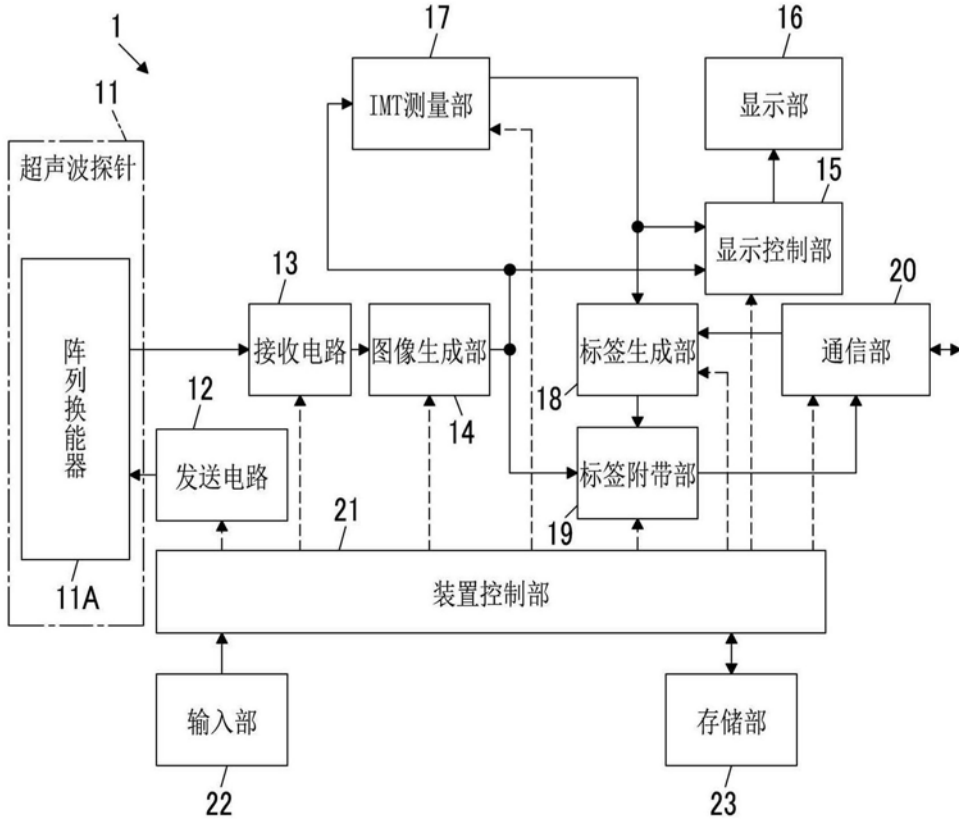 1
17
16
IMT测量部
显示部
11
超声波探针
15
显示控制部
13
20
接收电路
图像生成部
标签生成部
通信部
阵列换能器
12
14
18
发送电路
标签附带部
21
19
11A
装置控制部
输入部
存储部
22
23